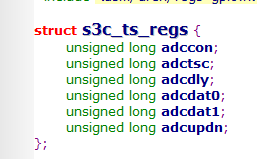 struct s3c_ts_regs {
unsigned long adccon;
unsigned long adctsc;
unsigned long adcdly;
unsigned long adcdat0;
unsigned long adcdat1;
unsigned long adcupdn;
};